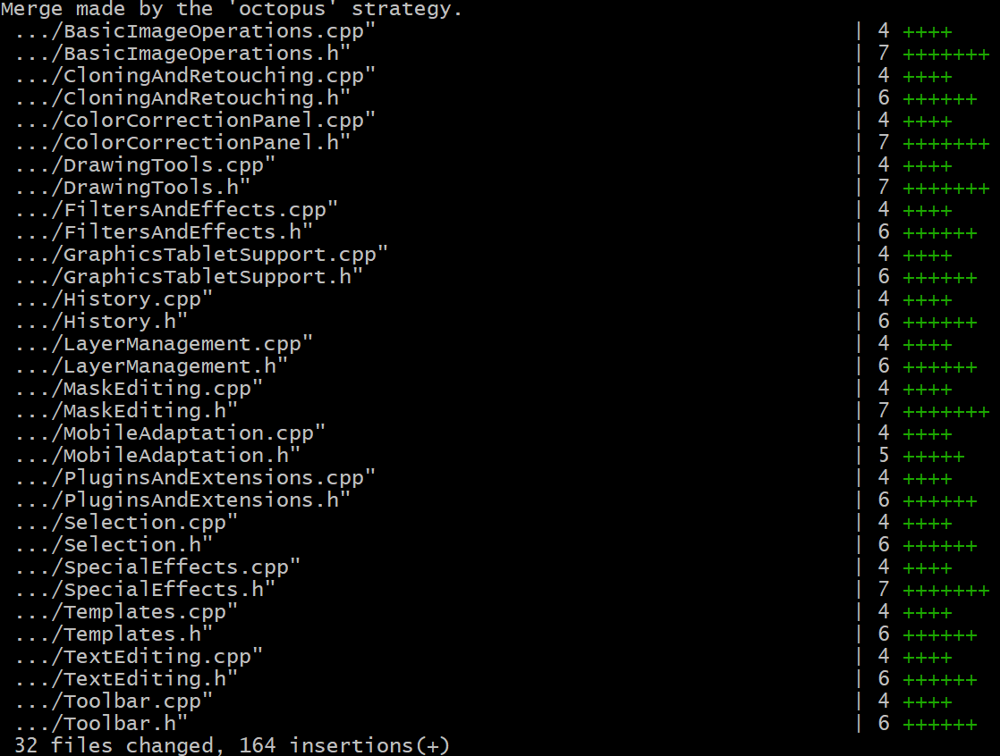 Merge made by the 'octopus' strategy.
 .../BasicImageOperations.cpp" | 4 ++++
 .../BasicImageOperations.h" | 7 +++++++
 .../CloningAndRetouching.cpp" | 4 ++++
 .../CloningAndRetouching.h" | 6 ++++++
 .../ColorCorrectionPanel.cpp" | 4 ++++
 .../ColorCorrectionPanel.h" | 7 +++++++
 .../DrawingTools.cpp" | 4 ++++
 .../DrawingTools.h" | 7 +++++++
 .../FiltersAndEffects.cpp" | 4 ++++
 .../FiltersAndEffects.h" | 6 ++++++
 .../GraphicsTabletSupport.cpp" | 4 ++++
 .../GraphicsTabletSupport.h" | 6 ++++++
 .../History.cpp" | 4 ++++
 .../History.h" | 6 ++++++
 .../LayerManagement.cpp" | 4 ++++
 .../LayerManagement.h" | 6 ++++++
 .../MaskEditing.cpp" | 4 ++++
 .../MaskEditing.h" | 7 +++++++
 .../MobileAdaptation.cpp" | 4 ++++
 .../MobileAdaptation.h" | 5 +++++
 .../PluginsAndExtensions.cpp" | 4 ++++
 .../PluginsAndExtensions.h" | 6 ++++++
 .../Selection.cpp" | 4 ++++
 .../Selection.h" | 6 ++++++
 .../SpecialEffects.cpp" | 4 ++++
 .../SpecialEffects.h" | 7 +++++++
 .../Templates.cpp" | 4 ++++
 .../Templates.h" | 6 ++++++
 .../TextEditing.cpp" | 4 ++++
 .../TextEditing.h" | 6 ++++++
 .../Toolbar.cpp" | 4 ++++
 .../Toolbar.h" | 6 ++++++
 32 files changed, 164 insertions(+)